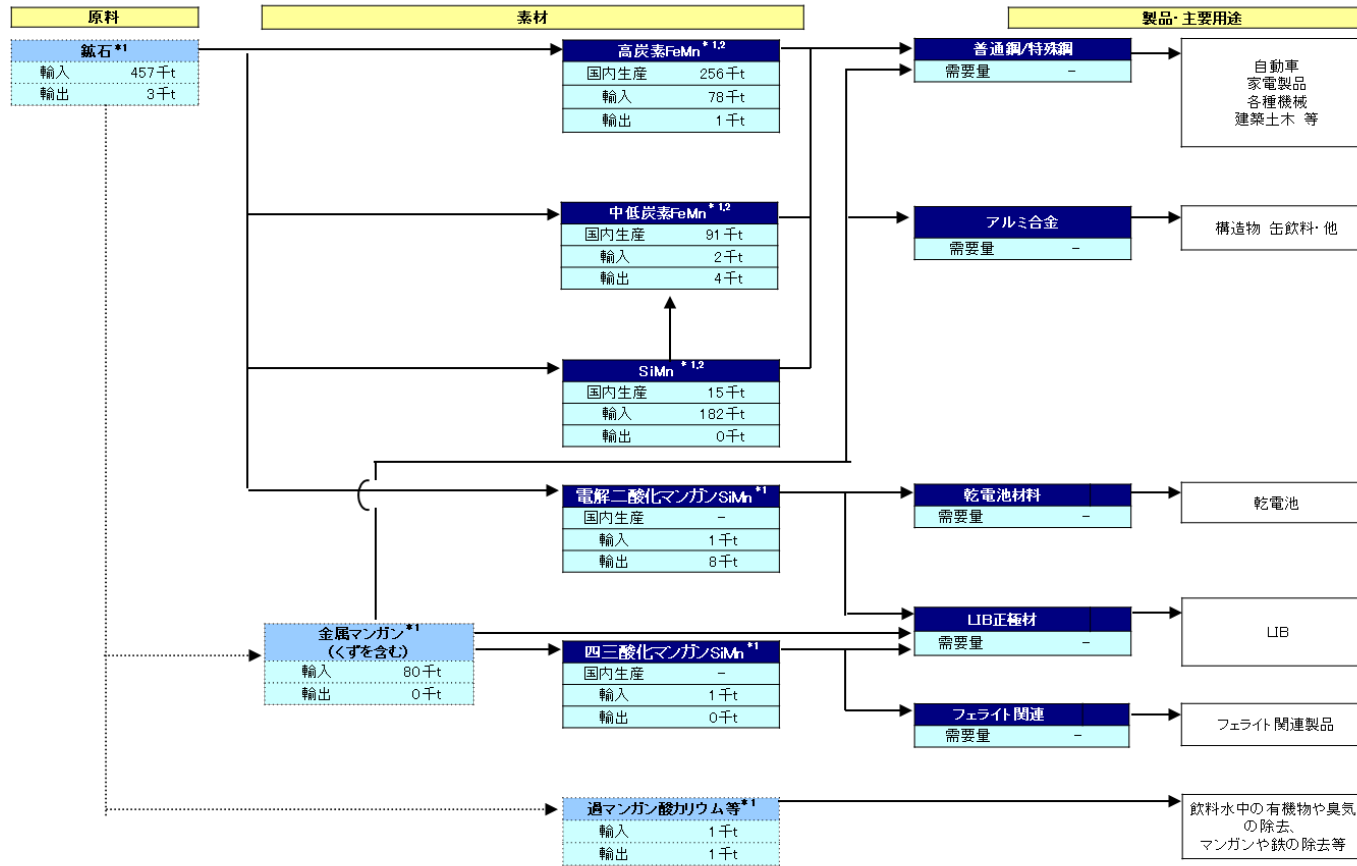 原料
素材
製品・主要用途
鉱石*1
輸入 457千t
輸出 3千t
高炭素FeMn*1,2
国内生産 256千t
輸入 78千t
輸出 1千t
普通鋼/特殊鋼
需要量 -
自動車
家電製品
各種機械
建築土木 等
中低炭素FeMn*1,2
国内生産 91千t
輸入 2千t
輸出 4千t
アルミ合金
需要量 -
構造物 缶飲料・他
SiMn *1,2
国内生産 15千t
輸入 182千t
輸出 0千t
電解二酸化マンガンSiMn*1
国内生産 -
輸入 1千t
輸出 8千t
乾電池材料
需要量 -
乾電池
金属マンガン*1
(くずを含む)
輸入 80千t
輸出 0千t
四三酸化マンガンSiMn*1
国内生産 -
輸入 1千t
輸出 0千t
LIB正極材
需要量 -
LIB
フェライト関連
需要量 -
フェライト関連製品
過マンガン酸カリウム等*1
輸入 1千t
輸出 1千t
飲料水中の有機物や臭気
の除去、
マンガンや鉄の除去等